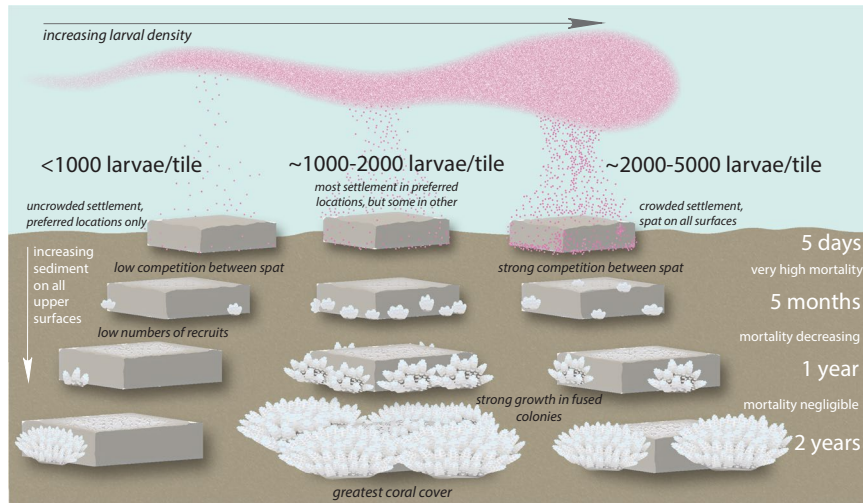 increasing larval density
<1000 larvae/tile
~1000-2000 larvae/tile
~2000-5000 larvae/tile
uncrowded settlement,
preferred locations only
most settlement in preferred
locations, but some in other
crowded settlement,
spat on all surfaces
5 days
increasing
sediment
on all
upper
surfaces
low competition between spat
strong competition between spat
very high mortality
5 months
low numbers of recruits
mortality decreasing
1 year
strong growth in fused
colonies
mortality negligible
2 years
greatest coral cover